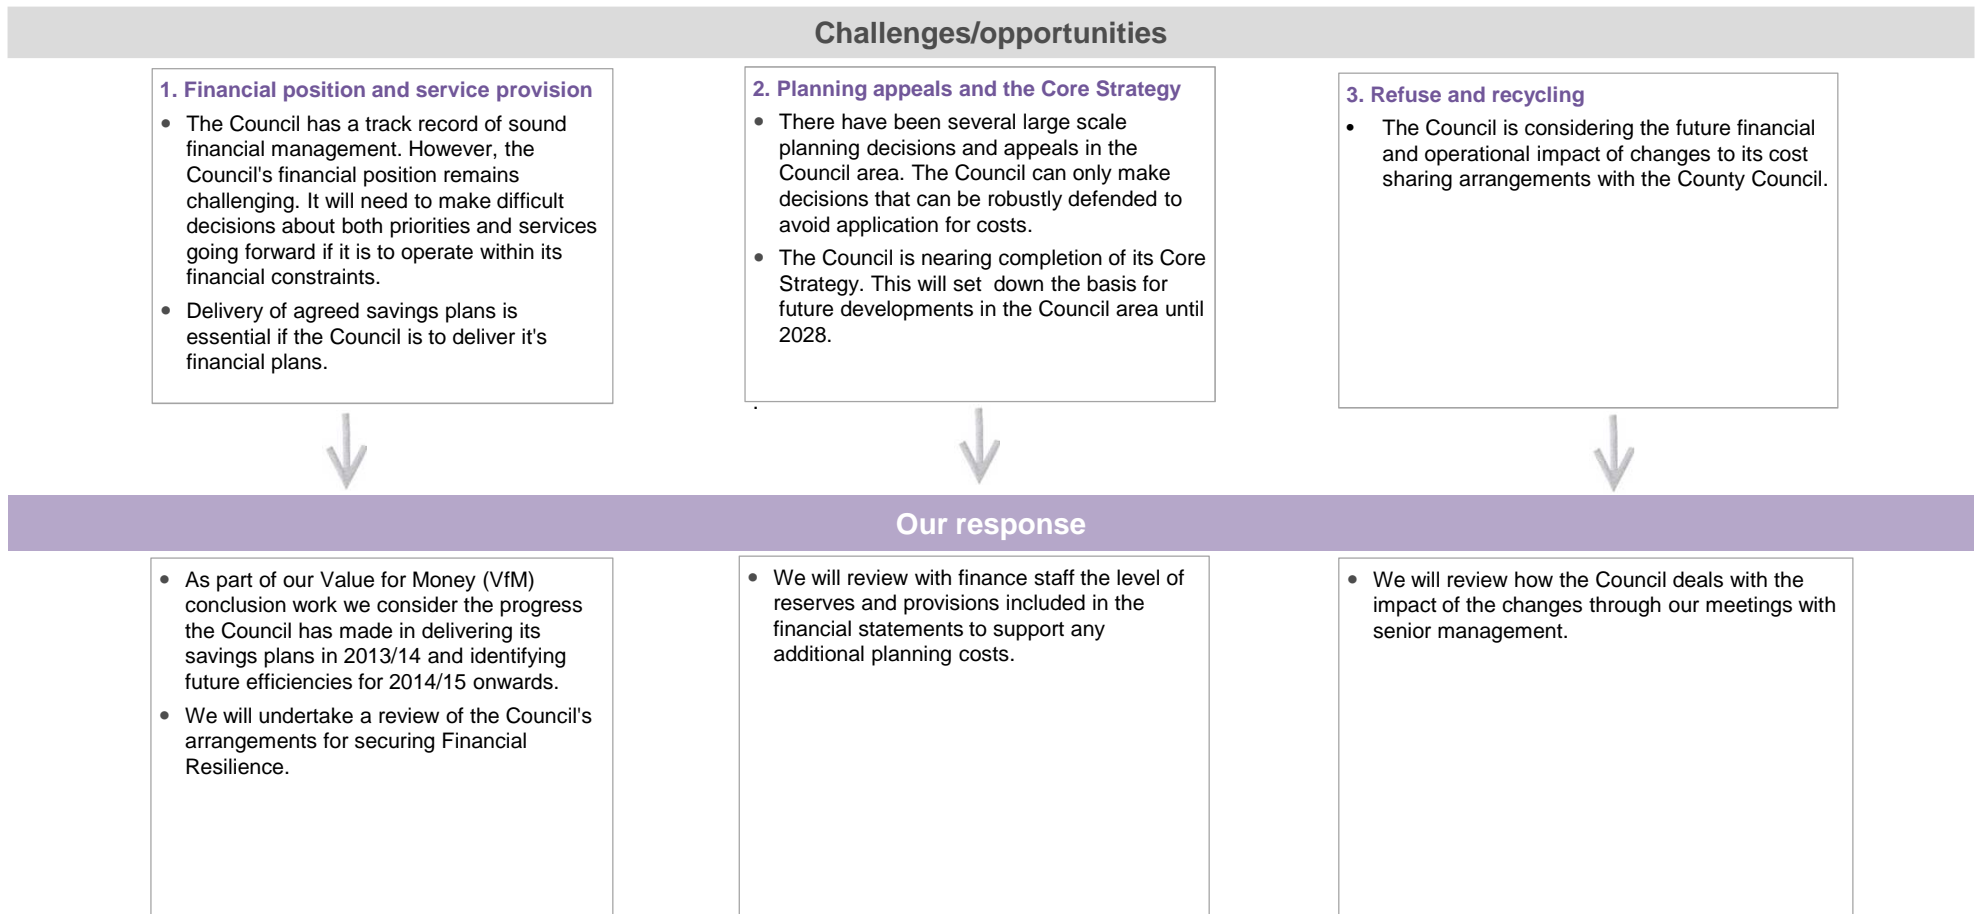 Challenges/opportunities
1. Financial position and service provision
• The Council has a track record of sound
financial management. However, the
Council's financial position remains
challenging. It will need to make difficult
decisions about both priorities and services
going forward if it is to operate within its
financial constraints.
• Delivery of agreed savings plans is
essential if the Council is to deliver it's
financial plans.
2. Planning appeals and the Core Strategy
• There have been several large scale
planning decisions and appeals in the
Council area. The Council can only make
decisions that can be robustly defended to
avoid application for costs.
• The Council is nearing completion of its Core
Strategy. This will set  down the basis for
future developments in the Council area until
2028.
.
3. Refuse and recycling
• The Council is considering the future financial
and operational impact of changes to its cost
sharing arrangements with the County Council.
Our response
• As part of our Value for Money (VfM)
conclusion work we consider the progress
the Council has made in delivering its
savings plans in 2013/14 and identifying
future efficiencies for 2014/15 onwards.
• We will undertake a review of the Council's
arrangements for securing Financial
Resilience.
• We will review with finance staff the level of
reserves and provisions included in the
financial statements to support any
additional planning costs.
• We will review how the Council deals with the
impact of the changes through our meetings with
senior management.